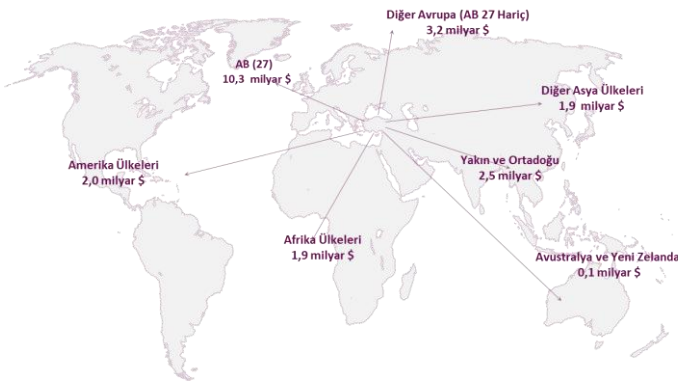 Diğer Avrupa (AB 27 Hariç)
3,2 milyar $
AB (27)
10,3 milyar $
Diğer Asya Ülkeleri
1,9 milyar $
Amerika Ülkeleri
2,0 milyar $
Yakın ve Ortadoğu
2,5 milyar $
Afrika Ülkeleri
1,9 milyar $
Avustralya ve Yeni Zelanda
0,1 milyar $